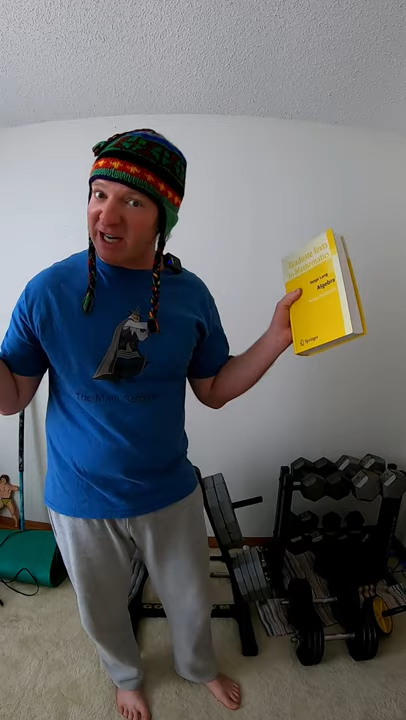 Graduate Texts
in Mathematics
Serge Lang
Algebra
Springer
The Math Sorcerer